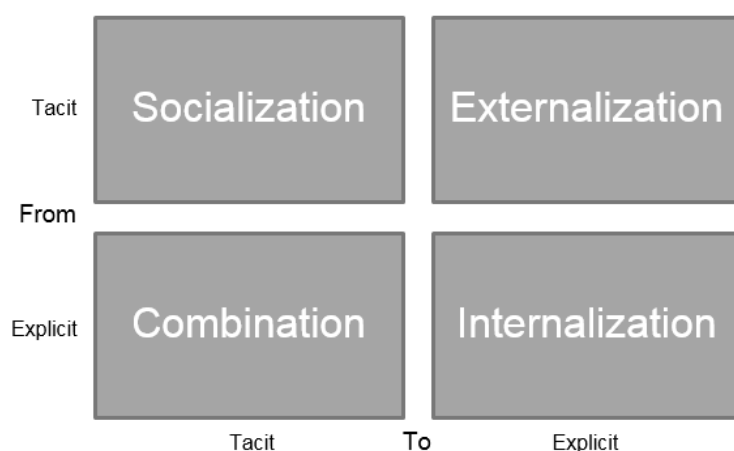 Tacit
Socialization
Externalization
From
Explicit
Combination
Internalization
Tacit
To
Explicit